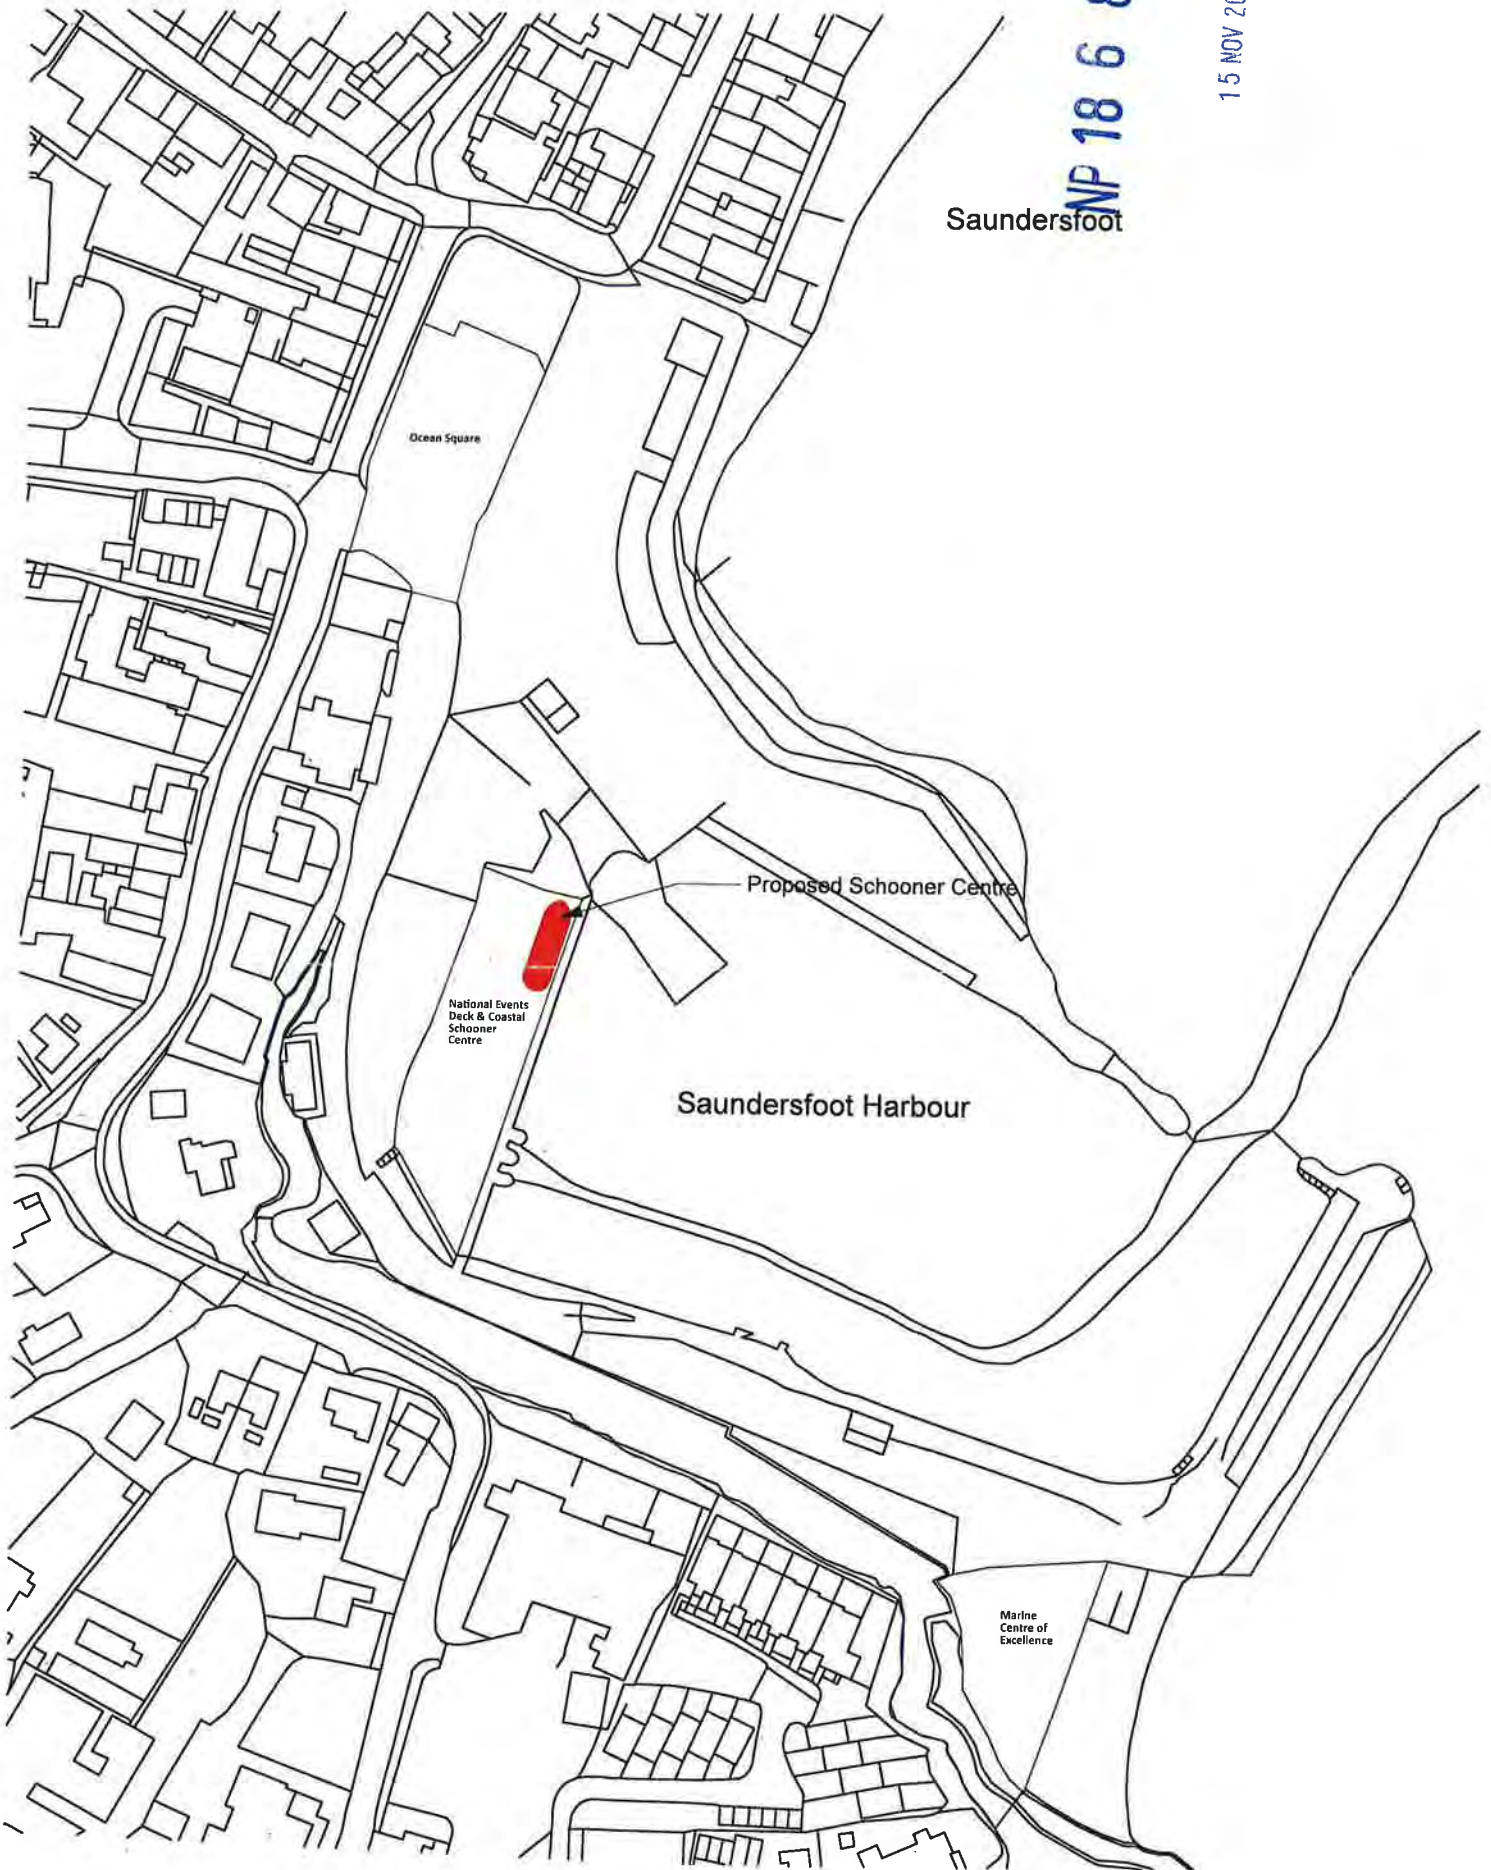 NP 18 6
15 NOV
Saundersfoot
Ocean Square
Proposed Schooner Centre
National Events
Deck & Coastal
Schooner
Centre
Saundersfoot Harbour
Marine
Centre of
Excellence